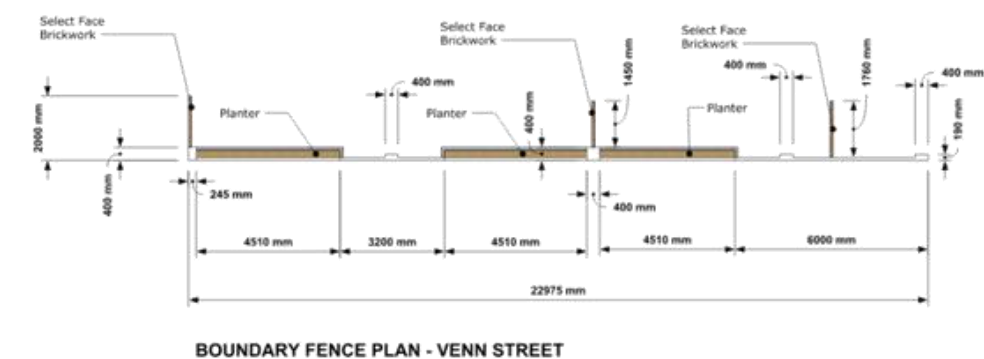 Select Face
Brickwork
Select Face
Brickwork
Select Face
Brickwork
400 mm
1450 mm
400 mm
1760 mm
400 mm
2000 mm
Planter
Planter
400 mm
Planter
190 mm
400 mm
245 mm
400 mm
4510 mm
3200 mm
4510 mm
4510 mm
6000 mm
22975 mm
BOUNDARY FENCE PLAN - VENN STREET